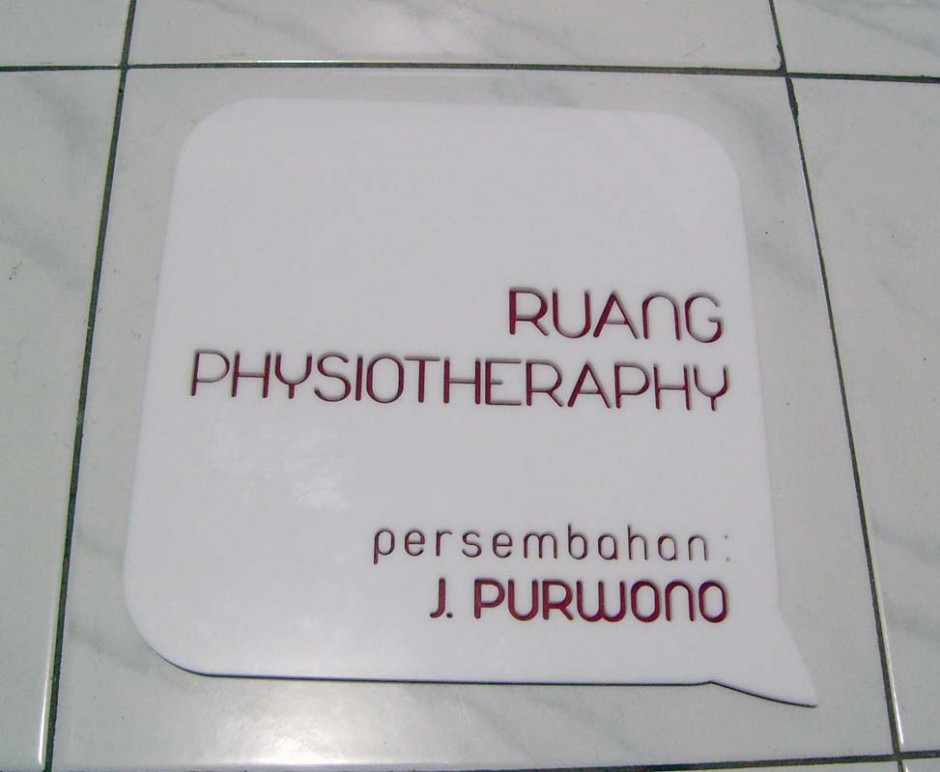 RUANG
PHYSIOTHERAPHY
persembahan :
J. PURWONO